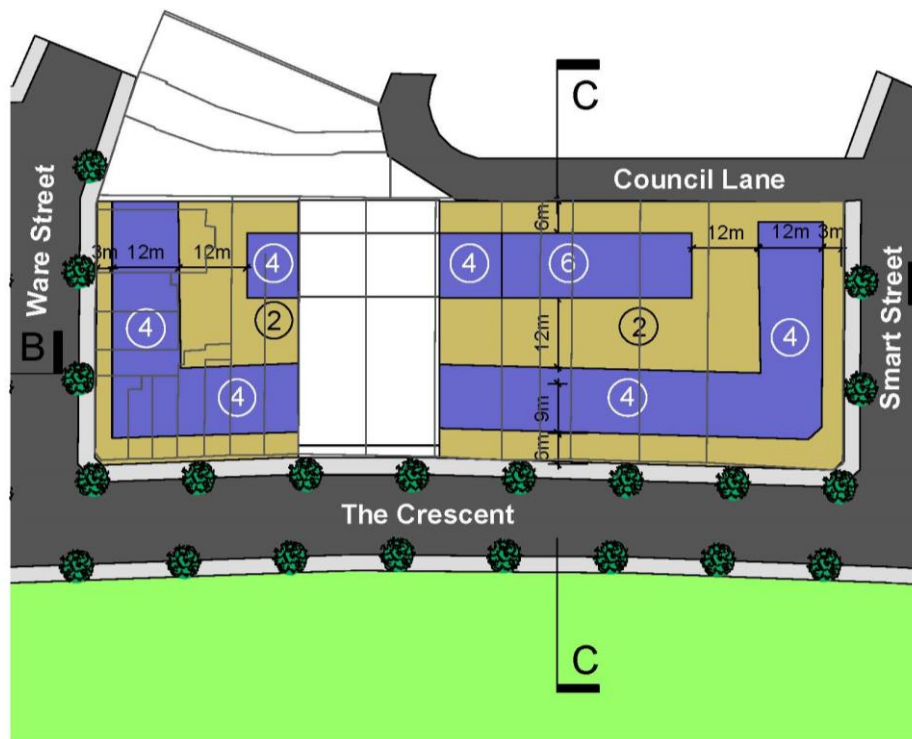 C
Council Lane
Ware Street
6m
3m
12m
12m
12m
12m
3m
4
4
6
4
2
2
4
12m
Smart Street
B
4
4
9m
6m
The Crescent
C